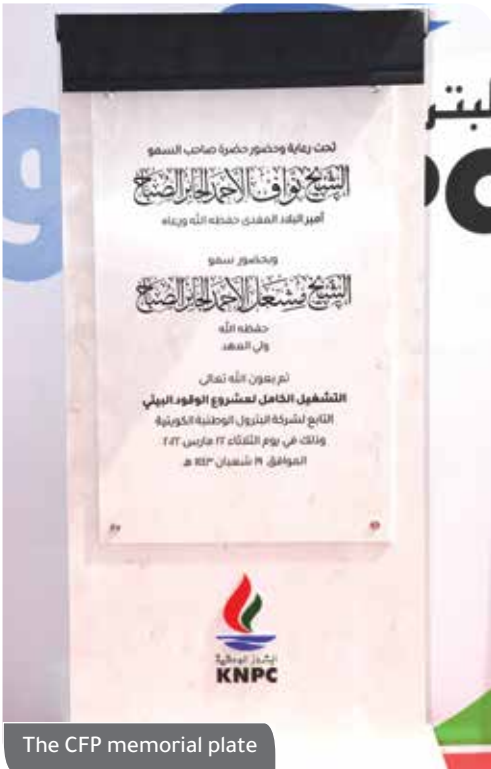 تحت رعاية وحضور حضرة صاحب السمو
الشيخ نواف الأحمد الجابر الصباح
أمير البلاد المفدى حفظه الله ورعاه
وبحضور سمو
الشيخ مشعل الأحمد الجابر الصباح
حفظه الله
ولي العهد
تم بعون الله تعالى
التشغيل الكامل لمشروع الوقود البيئي
التابع لشركة البترول الوطنية الكويتية
وذلك في يوم الثلاثاء ٢٢ مارس ٢٠٢٢
الموافق ١٩ شعبان ١٤٤٣ هـ
البترول الوطنية
KNPC
The CFP memorial plate